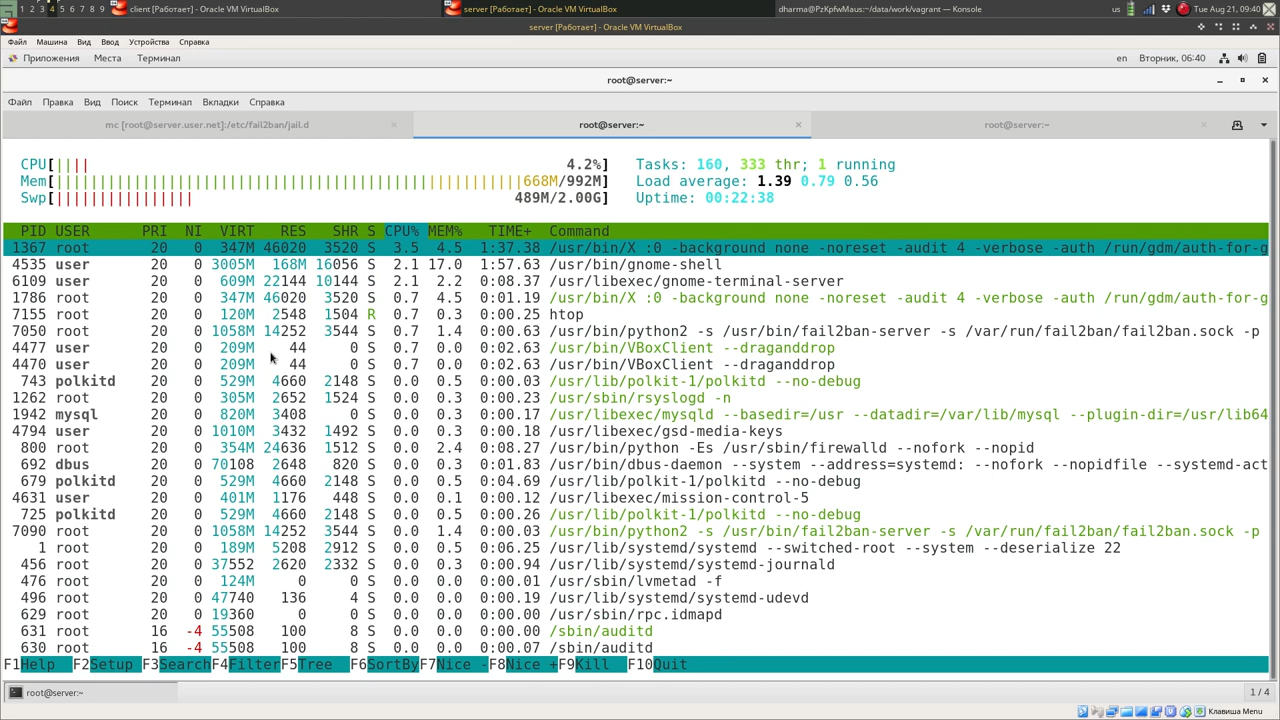 1 2 3 4 5 6 7 8 9 client [Работает] - Oracle VM VirtualBox server [Работает] - Oracle VM VirtualBox dharma@PzKpfwMaus:~/data/work/vagrant — Konsole us Tue Aug 21, 09:40
server [Работает] - Oracle VM VirtualBox
Файл Машина Вид Ввод Устройства Справка
Приложения Места Терминал en Вторник, 06:40
root@server:~
Файл Правка Вид Поиск Терминал Вкладки Справка
mc [root@server.user.net]:/etc/fail2ban/jail.d root@server:~ root@server:~
CPU[|||| 4.2%] Tasks: 160, 333 thr; 1 running
Mem[ 668M/992M] Load average: 1.39 0.79 0.56
Swp[ 489M/2.00G] Uptime: 00:22:38
PID USER PRI NI VIRT RES SHR S CPU% MEM% TIME+ Command
1367 root 20 0 347M 46020 3520 S 3.5 4.5 1:37.38 /usr/bin/X :0 -background none -noreset -audit 4 -verbose -auth /run/gdm/auth-for-g
4535 user 20 0 3005M 168M 16056 S 2.1 17.0 1:57.63 /usr/bin/gnome-shell
6109 user 20 0 609M 22144 10144 S 2.1 2.2 0:08.37 /usr/libexec/gnome-terminal-server
1786 root 20 0 347M 46020 3520 S 0.7 4.5 0:01.19 /usr/bin/X :0 -background none -noreset -audit 4 -verbose -auth /run/gdm/auth-for-g
7155 root 20 0 120M 2548 1504 R 0.7 0.3 0:00.25 htop
7050 root 20 0 1058M 14252 3544 S 0.7 1.4 0:00.63 /usr/bin/python2 -s /usr/bin/fail2ban-server -s /var/run/fail2ban/fail2ban.sock -p
4477 user 20 0 209M 44 0 S 0.7 0.0 0:02.63 /usr/bin/VBoxClient --draganddrop
4470 user 20 0 209M 44 0 S 0.7 0.0 0:02.63 /usr/bin/VBoxClient --draganddrop
743 polkitd 20 0 529M 4660 2148 S 0.0 0.5 0:00.03 /usr/lib/polkit-1/polkitd --no-debug
1262 root 20 0 305M 2652 1524 S 0.0 0.3 0:00.23 /usr/sbin/rsyslogd -n
1942 mysql 20 0 820M 3408 0 S 0.0 0.3 0:00.17 /usr/libexec/mysqld --basedir=/usr --datadir=/var/lib/mysql --plugin-dir=/usr/lib64
4794 user 20 0 1010M 3432 1492 S 0.0 0.3 0:00.18 /usr/libexec/gsd-media-keys
800 root 20 0 354M 24636 1512 S 0.0 2.4 0:08.27 /usr/bin/python -Es /usr/sbin/firewalld --nofork --nopid
692 dbus 20 0 70108 2648 820 S 0.0 0.3 0:01.83 /usr/bin/dbus-daemon --system --address=systemd: --nofork --nopidfile --systemd-act
679 polkitd 20 0 529M 4660 2148 S 0.0 0.5 0:04.69 /usr/lib/polkit-1/polkitd --no-debug
4631 user 20 0 401M 1176 448 S 0.0 0.1 0:00.12 /usr/libexec/mission-control-5
725 polkitd 20 0 529M 4660 2148 S 0.0 0.5 0:00.26 /usr/lib/polkit-1/polkitd --no-debug
7090 root 20 0 1058M 14252 3544 S 0.0 1.4 0:00.03 /usr/bin/python2 -s /usr/bin/fail2ban-server -s /var/run/fail2ban/fail2ban.sock -p
1 root 20 0 189M 5208 2912 S 0.0 0.5 0:06.25 /usr/lib/systemd/systemd --switched-root --system --deserialize 22
456 root 20 0 37552 2620 2332 S 0.0 0.3 0:00.94 /usr/lib/systemd/systemd-journald
476 root 20 0 124M 0 0 S 0.0 0.0 0:00.01 /usr/sbin/lvmetad -f
496 root 20 0 47740 136 4 S 0.0 0.0 0:00.19 /usr/lib/systemd/systemd-udevd
629 root 20 0 19360 0 0 S 0.0 0.0 0:00.00 /usr/sbin/rpc.idmapd
631 root 16 -4 55508 100 8 S 0.0 0.0 0:00.00 /sbin/auditd
630 root 16 -4 55508 100 8 S 0.0 0.0 0:00.07 /sbin/auditd
F1Help F2Setup F3Search F4Filter F5Tree F6SortBy F7Nice - F8Nice + F9Kill F10Quit
root@server:~ 1 / 4
Клавиша Menu